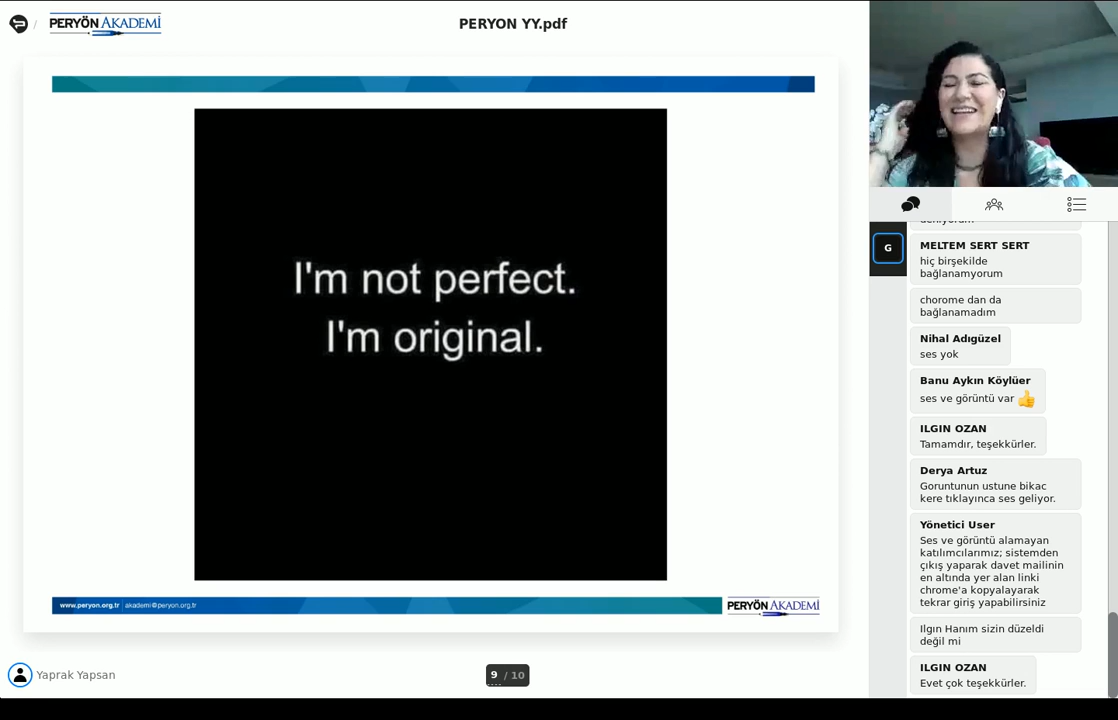 PERYÖN AKADEMİ
PERYON YY.pdf
I'm not perfect.
I'm original.
www.peryon.org.tr | akademi@peryon.org.tr
PERYÖN AKADEMİ
Yaprak Yapsan
9 / 10
G
deniyorum
MELTEM SERT SERT
hiç birşekilde
bağlanamyorum
chorome dan da
bağlanamadım
Nihal Adıgüzel
ses yok
Banu Aykın Köylüer
ses ve görüntü var 👍
ILGIN OZAN
Tamamdır, teşekkürler.
Derya Artuz
Goruntunun ustune bikac
kere tıklayınca ses geliyor.
Yönetici User
Ses ve görüntü alamayan
katılımcılarımız; sistemden
çıkış yaparak davet mailinin
en altında yer alan linki
chrome'a kopyalayarak
tekrar giriş yapabilirsiniz
Ilgın Hanım sizin düzeldi
değil mi
ILGIN OZAN
Evet çok teşekkürler.